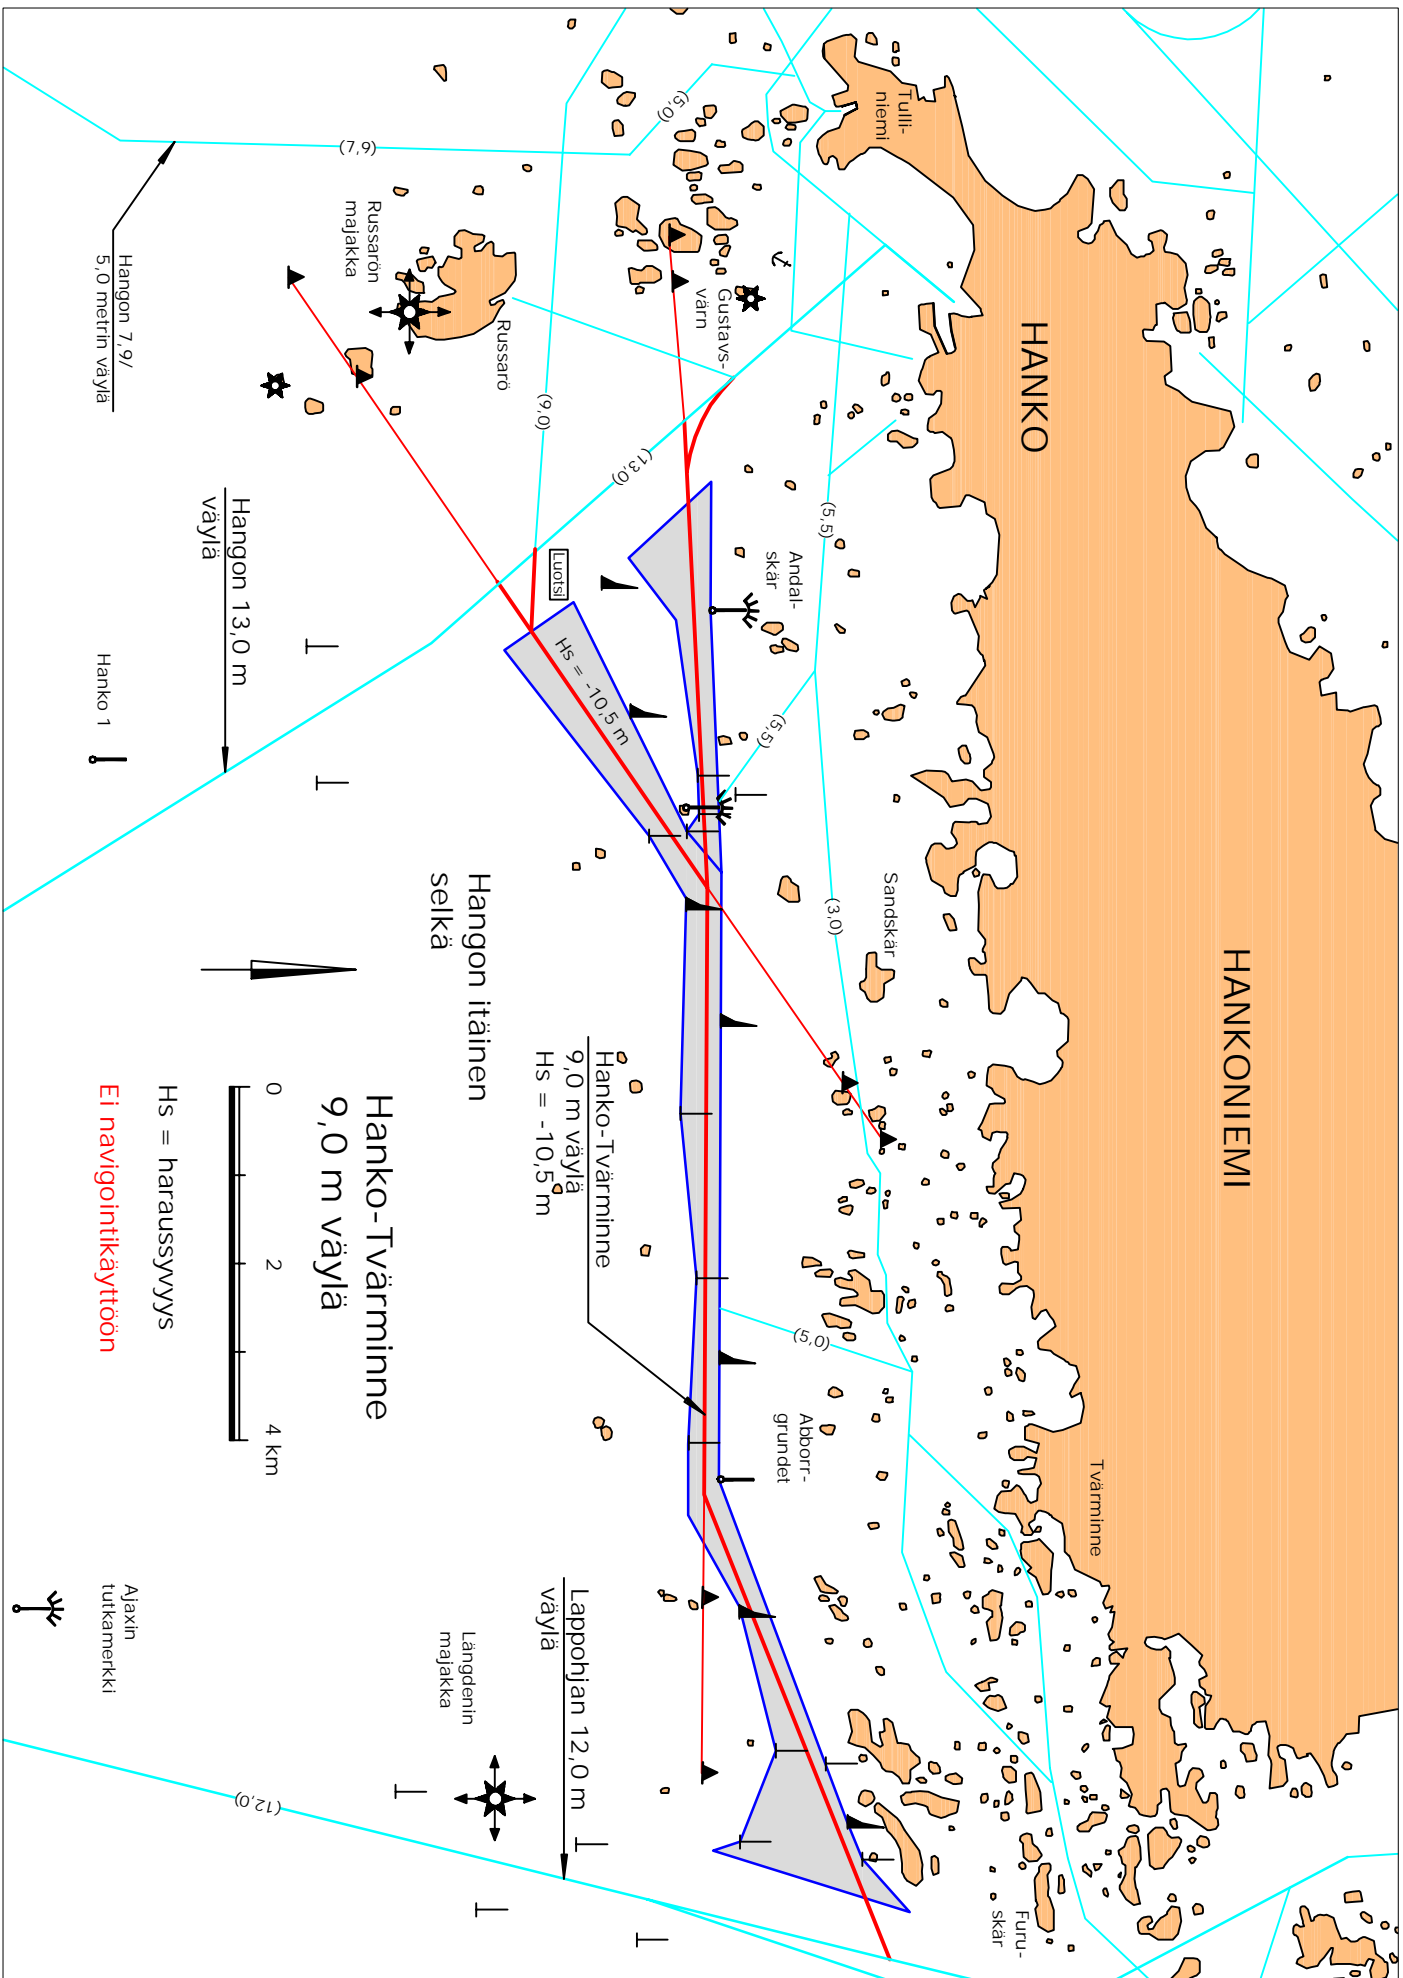 HANKO
HANKONIEMI
Tulli-
niemi
Tvärminne
Gustavs-
värn
Russarö
Russarön
majakka
Andal-
skär
Sandskär
Abborr-
grundet
Furu-
skär
Luotsi
Hs = -10,5 m
(5,0)
(7,9)
(9,0)
(13,0)
(5,5)
(5,5)
(3,0)
(5,0)
(12,0)
Hangon 7,9/
5,0 metrin väylä
Hangon 13,0 m
väylä
Hanko 1
Hangon itäinen
selkä
Hanko-Tvärminne
9,0 m väylä
Hs = -10,5 m
Lappohjan 12,0 m
väylä
Längdenin
majakka
Ajaxin
tutkamerkki
Hanko-Tvärminne
9,0 m väylä
0 2 4 km
Hs = haraussyvyys
Ei navigointikäyttöön